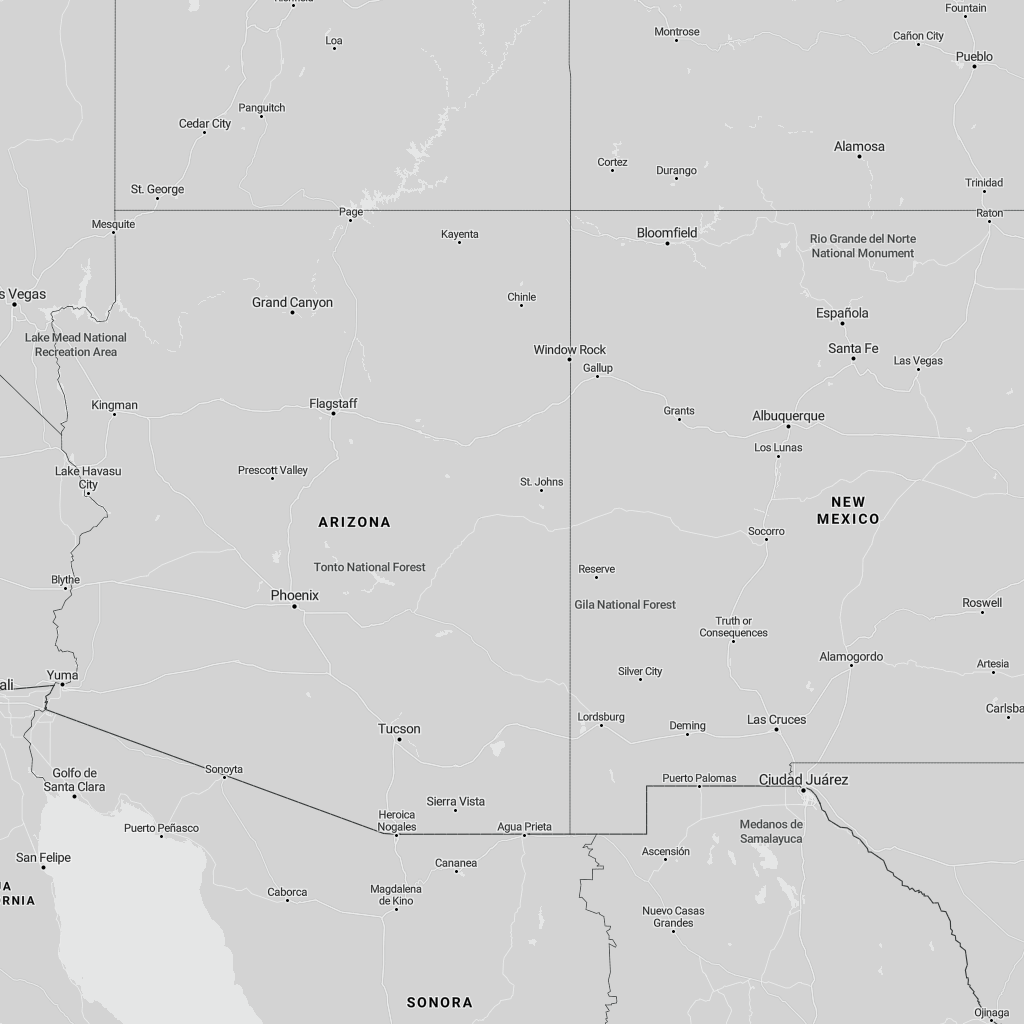 Loa
Montrose
Fountain
Cañon City
Pueblo
Panguitch
Cedar City
Alamosa
Cortez
Durango
St. George
Trinidad
Page
Raton
Mesquite
Kayenta
Bloomfield
Rio Grande del Norte
National Monument
s Vegas
Grand Canyon
Chinle
Española
Lake Mead National
Recreation Area
Window Rock
Gallup
Santa Fe
Las Vegas
Kingman
Flagstaff
Grants
Albuquerque
Los Lunas
Lake Havasu
City
Prescott Valley
St. Johns
ARIZONA
NEW
MEXICO
Socorro
Blythe
Tonto National Forest
Reserve
Phoenix
Gila National Forest
Roswell
Truth or
Consequences
Alamogordo
Artesia
ali
Yuma
Silver City
Carlsba
Lordsburg
Deming
Las Cruces
Tucson
Golfo de
Santa Clara
Sonoyta
Puerto Palomas
Ciudad Juárez
Sierra Vista
Heroica
Nogales
Agua Prieta
Puerto Peñasco
Medanos de
Samalayuca
San Felipe
Cananea
Ascensión
JA
RNIA
Caborca
Magdalena
de Kino
Nuevo Casas
Grandes
SONORA
Ojinaga